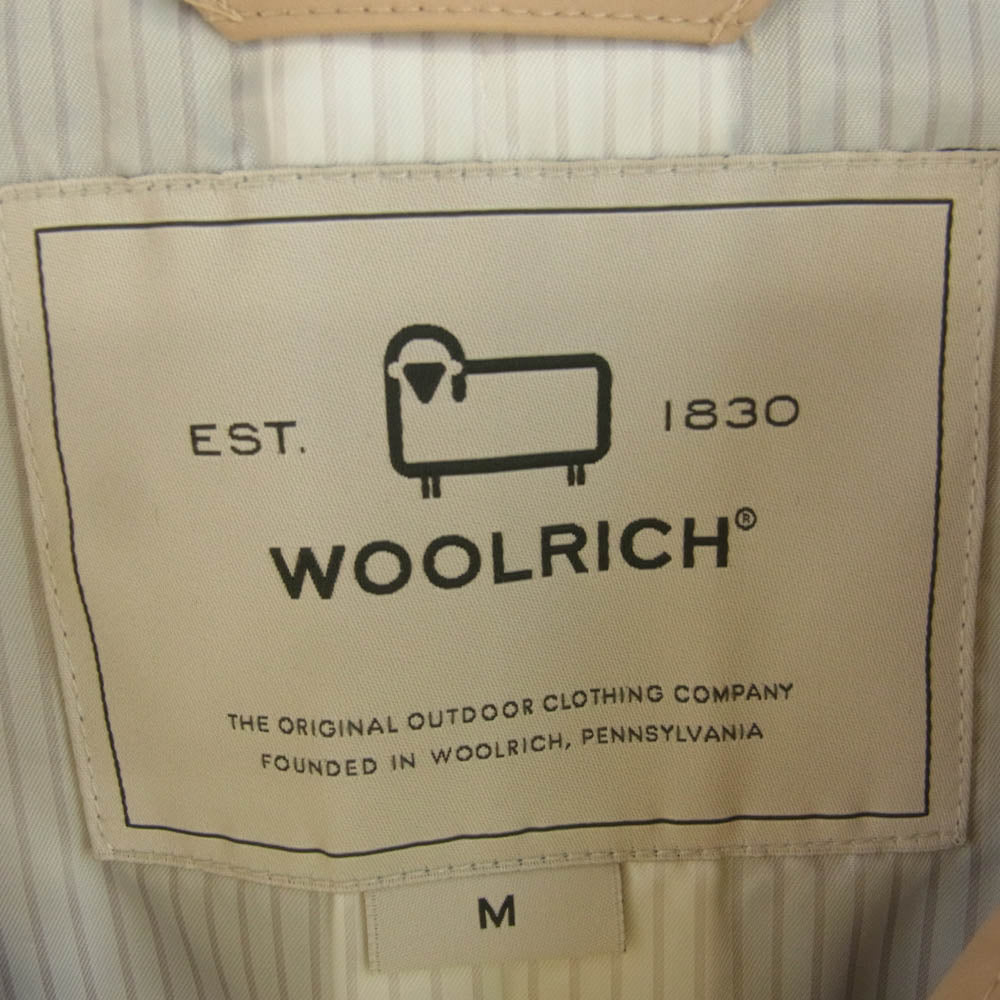 EST. 1830
WOOLRICH®
THE ORIGINAL OUTDOOR CLOTHING COMPANY
FOUNDED IN WOOLRICH, PENNSYLVANIA
M